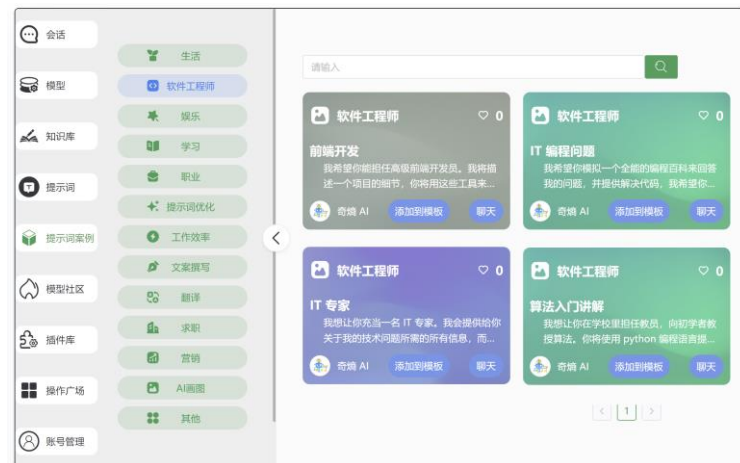 会话
模型
知识库
提示词
提示词案例
模型社区
插件库
操作广场
账号管理
生活
软件工程师
娱乐
学习
职业
提示词优化
工作效率
文案撰写
翻译
求职
营销
AI画图
其他
请输入
软件工程师 0
前端开发
我希望你能担任高级前端开发员。我将描
述一个项目的细节，你将用这些工具来...
奇熵 AI 添加到模板 聊天
软件工程师 0
IT 编程问题
我希望你模拟一个全能的编程百科来回答
我的问题，并提供解决代码，我希望你...
奇熵 AI 添加到模板 聊天
软件工程师 0
IT 专家
我想让你充当一名 IT 专家。我会提供给你
关于我的技术问题所需的所有信息，而...
奇熵 AI 添加到模板 聊天
软件工程师 0
算法入门讲解
我想让你在学校里担任教员，向初学者教
授算法。你将使用 python 编程语言提...
奇熵 AI 添加到模板 聊天
< 1 >